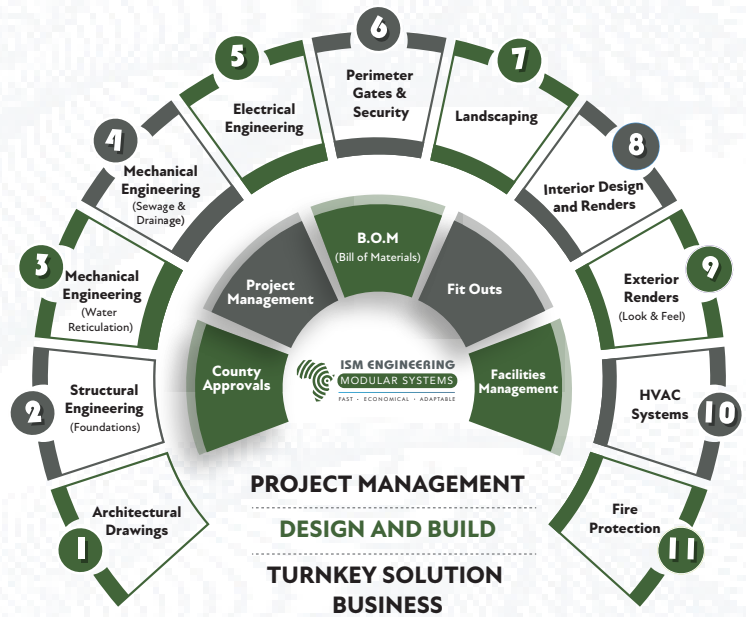 1
Architectural
Drawings
2
Structural
Engineering
(Foundations)
3
Mechanical
Engineering
(Water
Reticulation)
4
Mechanical
Engineering
(Sewage &
Drainage)
5
Electrical
Engineering
6
Perimeter
Gates &
Security
7
Landscaping
8
Interior Design
and Renders
9
Exterior
Renders
(Look & Feel)
10
HVAC
Systems
11
Fire
Protection
County
Approvals
Project
Management
B.O.M
(Bill of Materials)
Fit Outs
Facilities
Management
ISM ENGINEERING
MODULAR SYSTEMS
FAST · ECONOMICAL · ADAPTABLE
PROJECT MANAGEMENT
DESIGN AND BUILD
TURNKEY SOLUTION
BUSINESS